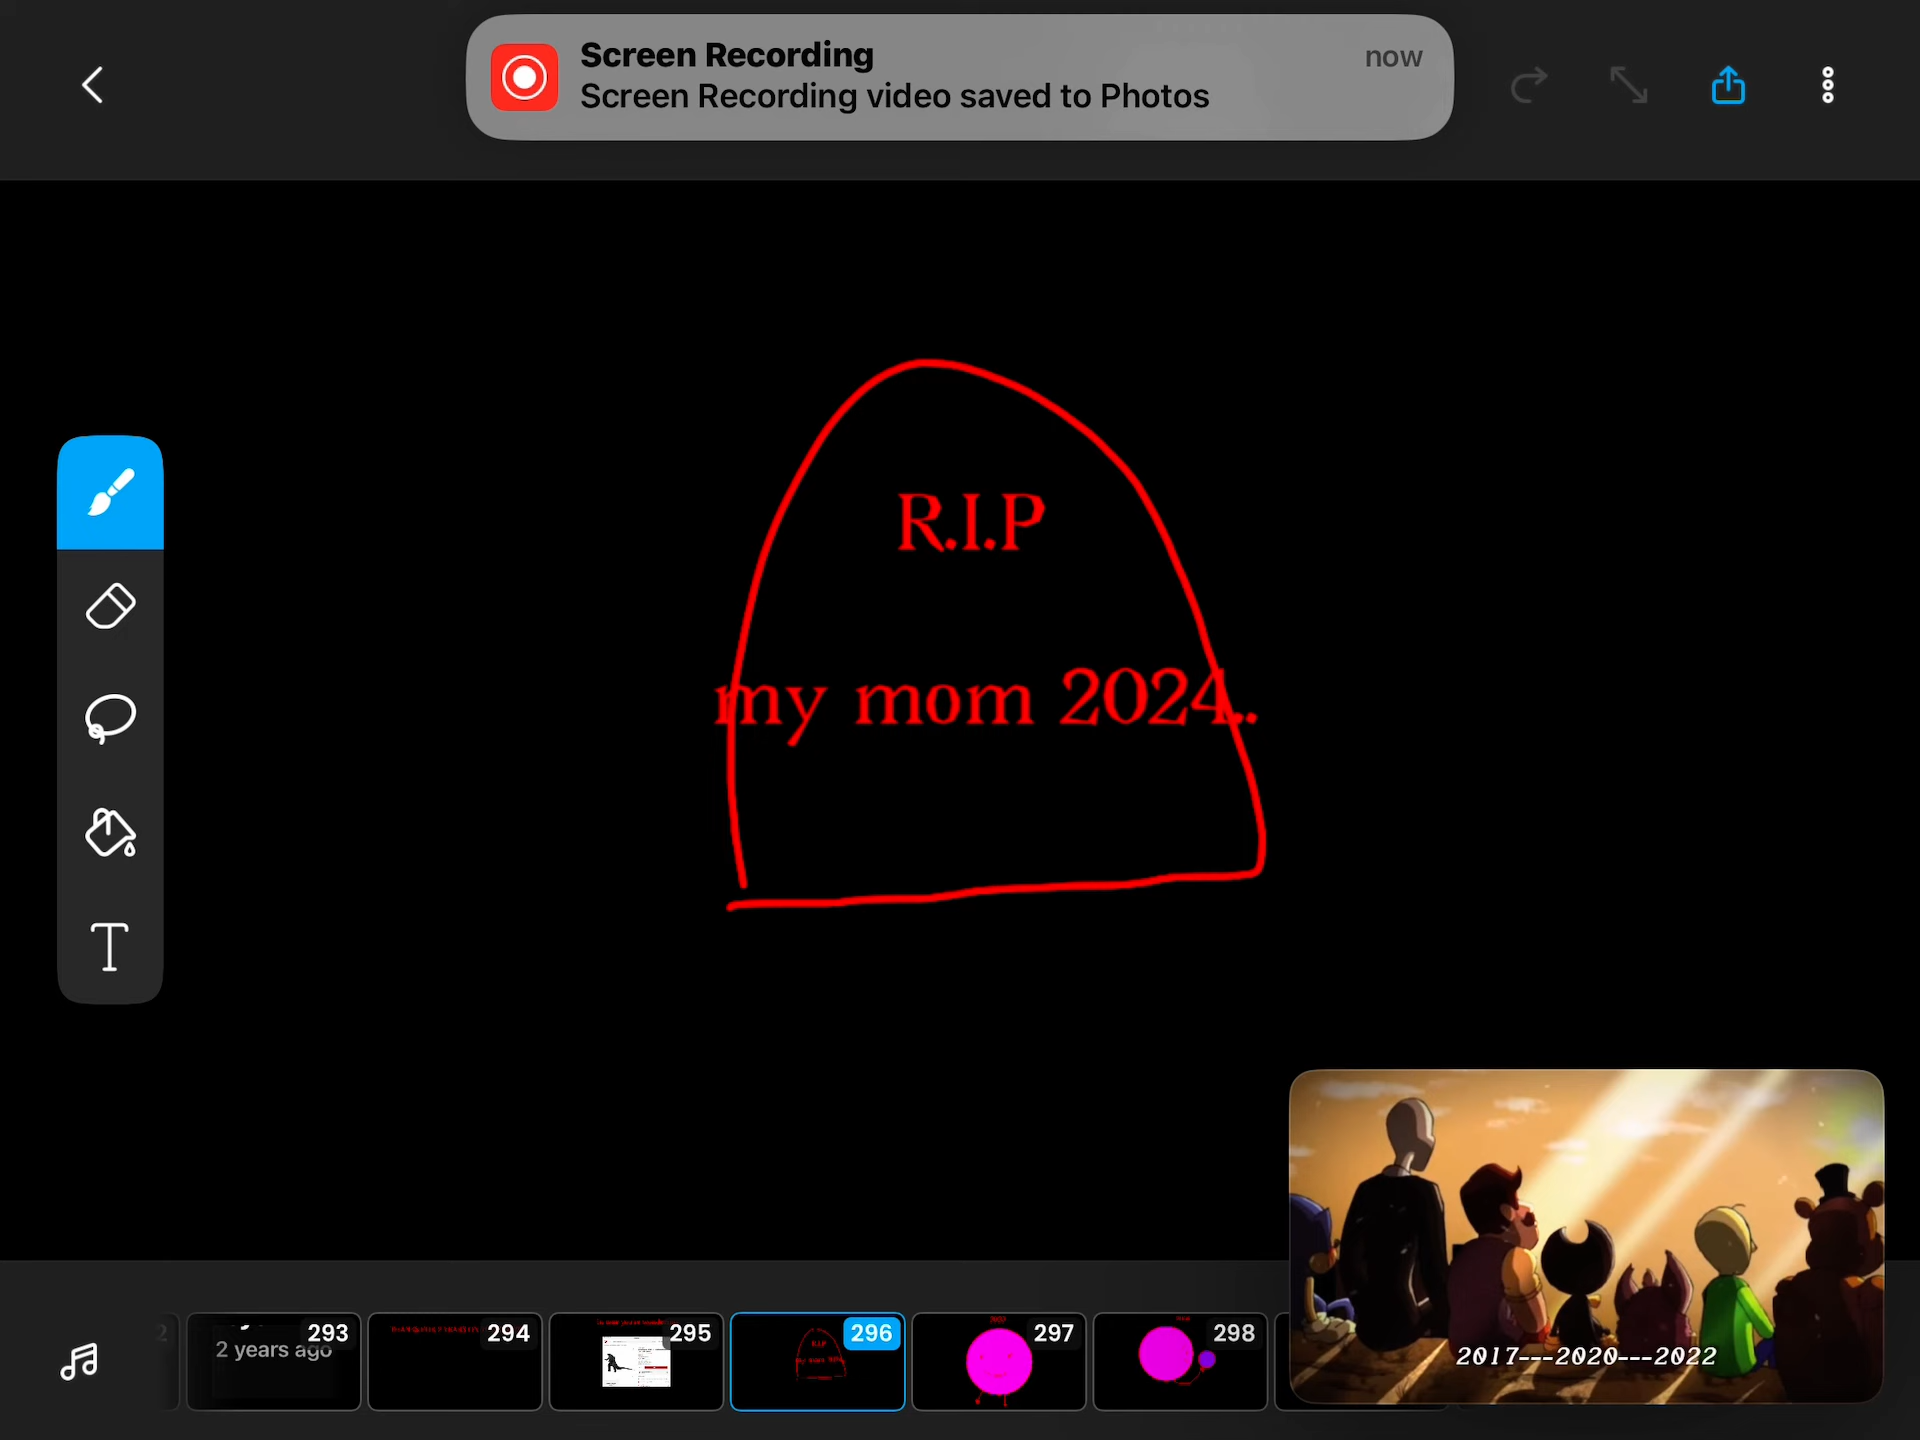 Screen Recording
now
Screen Recording video saved to Photos
R.I.P
my mom 2024..
T
2017---2020---2022
2
293
2 years ago
294
295
296
297
298